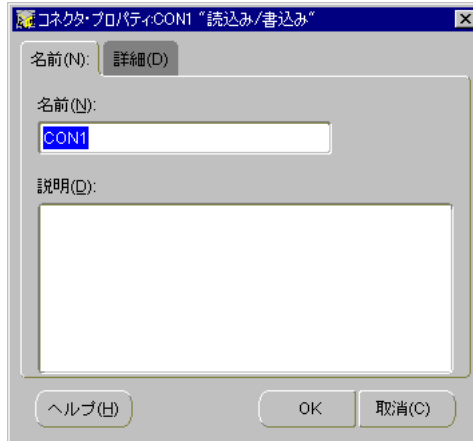 コネクタ・プロパティ:CON1 "読込み/書込み"
名前(N): 詳細(D)
名前(N):
CON1
説明(D):
ヘルプ(H) OK 取消(C)